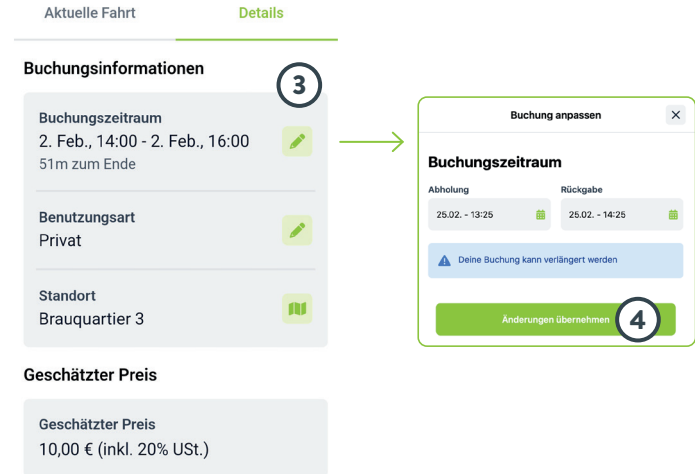 Aktuelle Fahrt
Details
Buchungsinformationen
3
Buchungszeitraum
2. Feb., 14:00 - 2. Feb., 16:00
51m zum Ende
Benutzungsart
Privat
Standort
Brauquartier 3
Geschätzter Preis
Geschätzter Preis
10,00 € (inkl. 20% USt.)
Buchung anpassen
Buchungszeitraum
Abholung
Rückgabe
25.02. - 13:25
25.02. - 14:25
Deine Buchung kann verlängert werden
Änderungen übernehmen
4